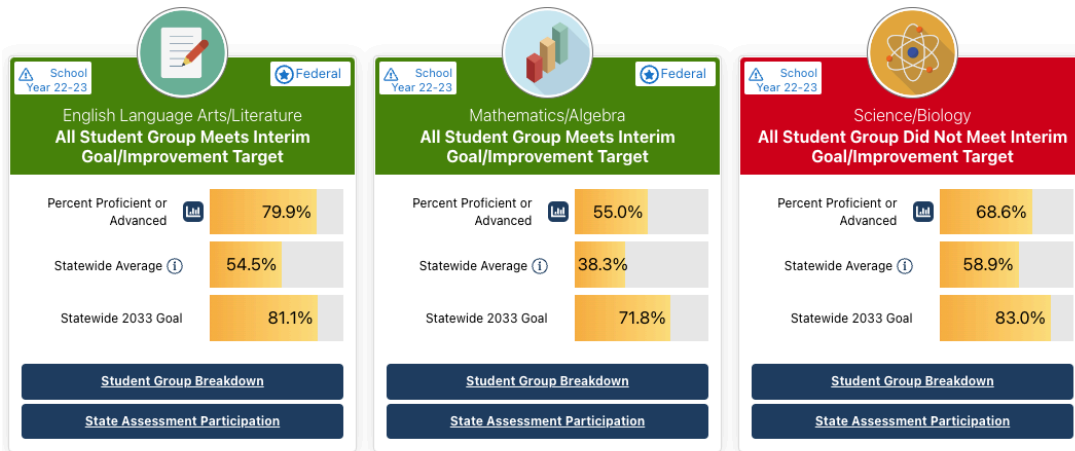 School
Year 22-23
Federal
English Language Arts/Literature
All Student Group Meets Interim
Goal/Improvement Target
Percent Proficient or
Advanced
79.9%
Statewide Average
54.5%
Statewide 2033 Goal
81.1%
Student Group Breakdown
State Assessment Participation
School
Year 22-23
Federal
Mathematics/Algebra
All Student Group Meets Interim
Goal/Improvement Target
Percent Proficient or
Advanced
55.0%
Statewide Average
38.3%
Statewide 2033 Goal
71.8%
Student Group Breakdown
State Assessment Participation
School
Year 22-23
Science/Biology
All Student Group Did Not Meet Interim
Goal/Improvement Target
Percent Proficient or
Advanced
68.6%
Statewide Average
58.9%
Statewide 2033 Goal
83.0%
Student Group Breakdown
State Assessment Participation